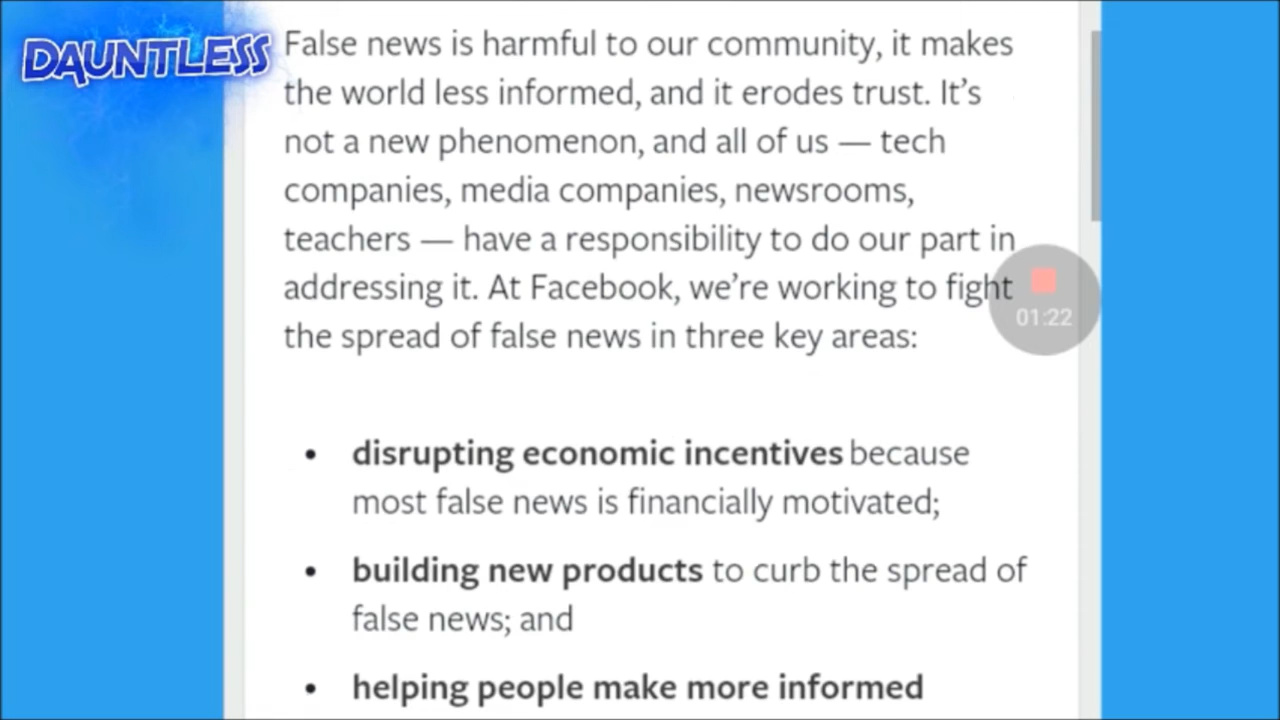 DAUNTLESS
False news is harmful to our community, it makes
the world less informed, and it erodes trust. It’s
not a new phenomenon, and all of us — tech
companies, media companies, newsrooms,
teachers — have a responsibility to do our part in
addressing it. At Facebook, we’re working to fight
the spread of false news in three key areas:
01:22
• disrupting economic incentives because
most false news is financially motivated;
• building new products to curb the spread of
false news; and
• helping people make more informed